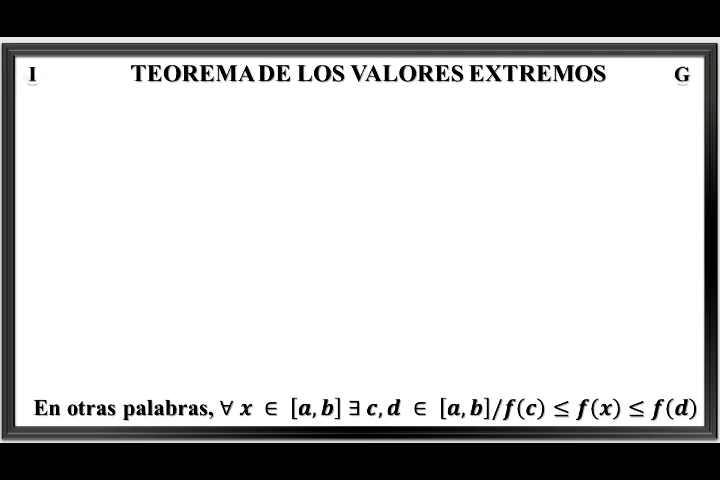 I TEOREMA DE LOS VALORES EXTREMOS G
En otras palabras, ∀ x ∈ [a, b] ∃ c, d ∈ [a, b]/f(c) ≤ f(x) ≤ f(d)